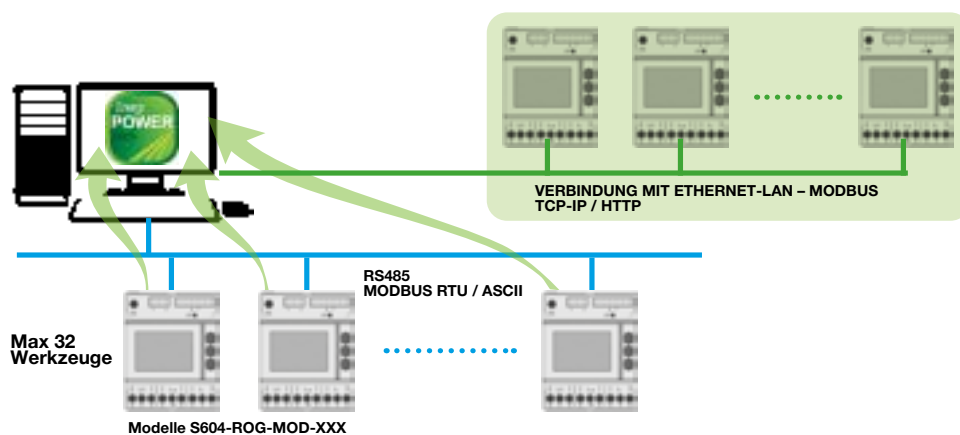 Energ
POWER
VERBINDUNG MIT ETHERNET-LAN – MODBUS
TCP-IP / HTTP
RS485
MODBUS RTU / ASCII
Max 32
Werkzeuge
Modelle S604-ROG-MOD-XXX